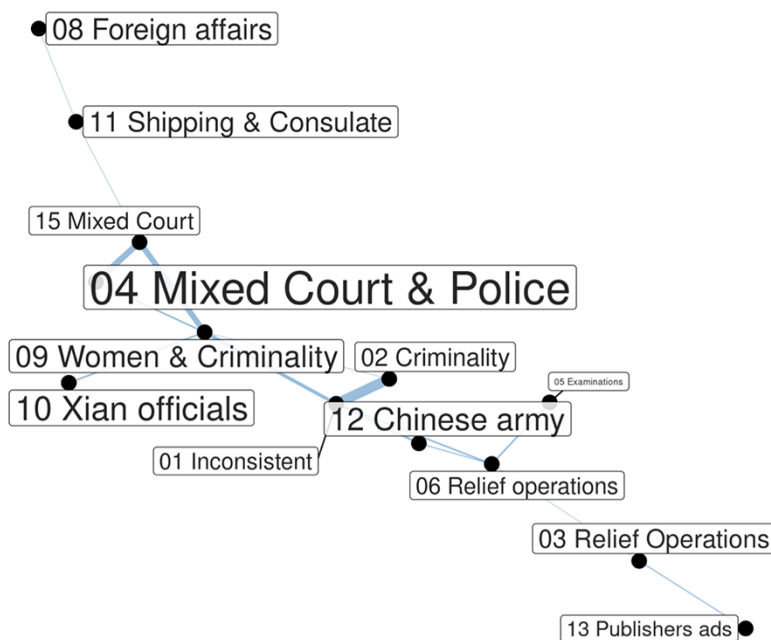 08 Foreign affairs
11 Shipping & Consulate
15 Mixed Court
04 Mixed Court & Police
09 Women & Criminality
02 Criminality
05 Examinations
10 Xian officials
12 Chinese army
01 Inconsistent
06 Relief operations
03 Relief Operations
13 Publishers ads